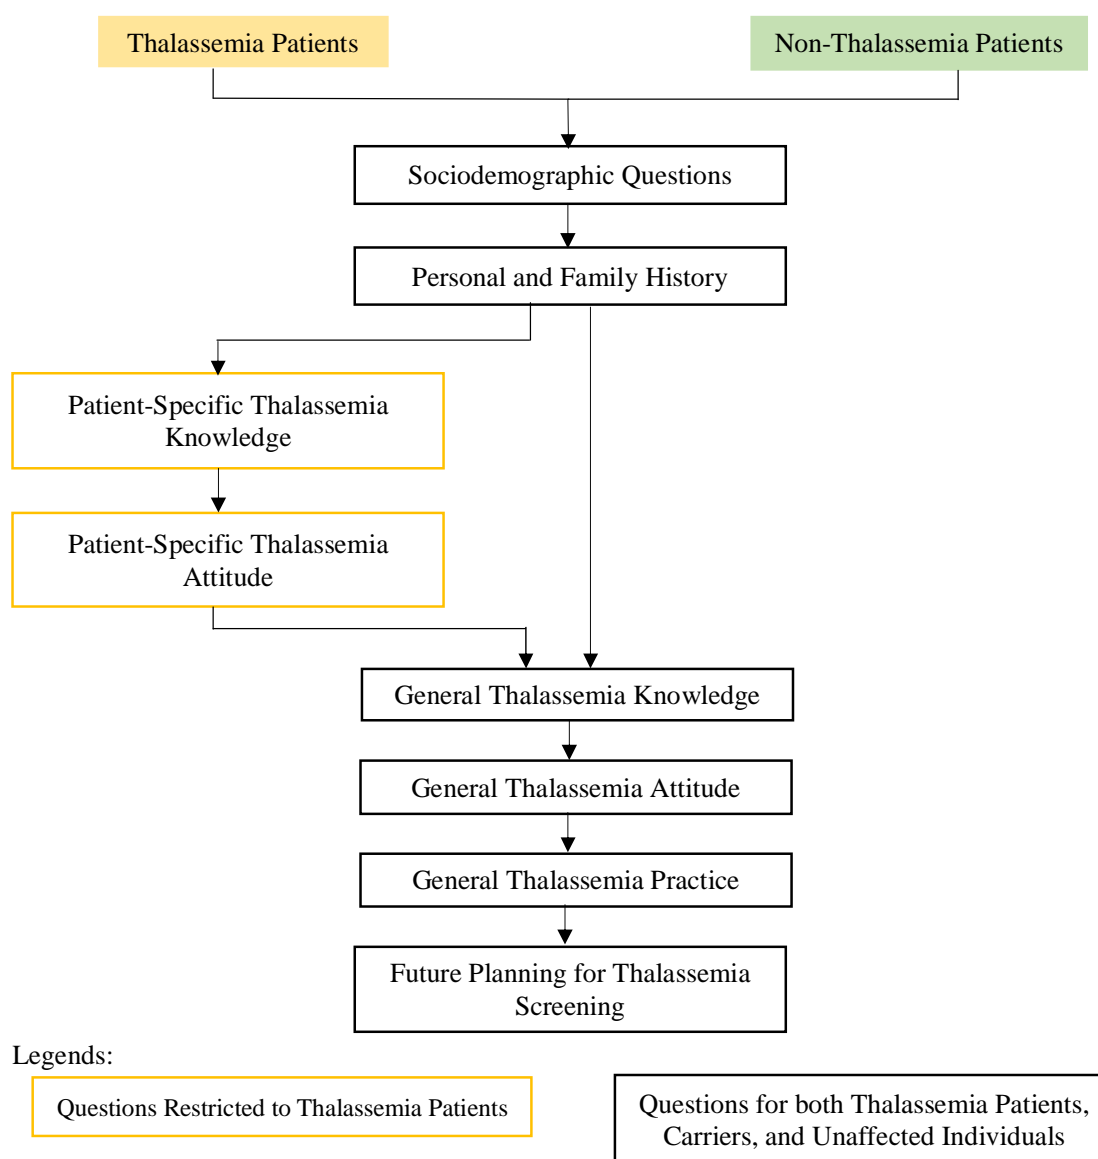 Thalassemia Patients
Non-Thalassemia Patients
Sociodemographic Questions
Personal and Family History
Patient-Specific Thalassemia
Knowledge
Patient-Specific Thalassemia
Attitude
General Thalassemia Knowledge
General Thalassemia Attitude
General Thalassemia Practice
Future Planning for Thalassemia
Screening
Legends:
Questions Restricted to Thalassemia Patients
Questions for both Thalassemia Patients,
Carriers, and Unaffected Individuals